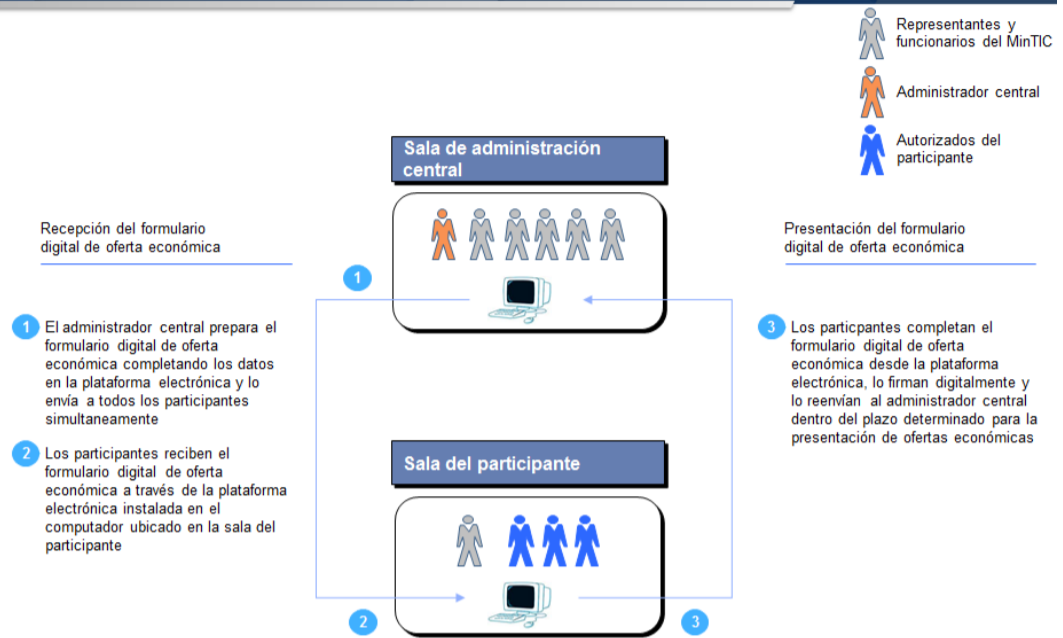 Representantes y
funcionarios del MinTIC
Administrador central
Autorizados del
participante
Sala de administración
central
Recepción del formulario
digital de oferta económica
Presentación del formulario
digital de oferta económica
1
1
El administrador central prepara el
formulario digital de oferta
económica completando los datos
en la plataforma electrónica y lo
envía a todos los participantes
simultaneamente
2
Los participantes reciben el
formulario digital de oferta
económica a través de la plataforma
electrónica instalada en el
computador ubicado en la sala del
participante
3
Los particpantes completan el
formulario digital de oferta
económica desde la plataforma
electrónica, lo firman digitalmente y
lo reenvían al administrador central
dentro del plazo determinado para la
presentación de ofertas económicas
Sala del participante
2
3